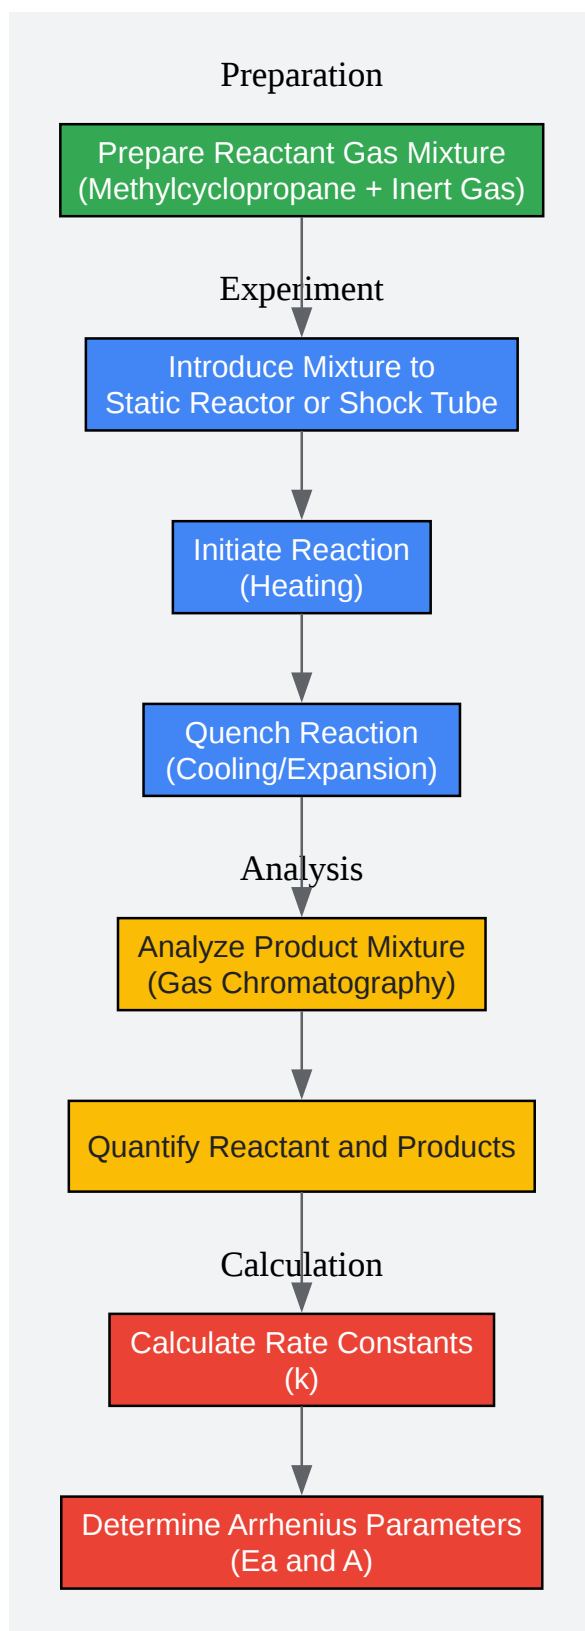 Preparation
Prepare Reactant Gas Mixture
(Methylcyclopropane + Inert Gas)
Experiment
Introduce Mixture to
Static Reactor or Shock Tube
Initiate Reaction
(Heating)
Quench Reaction
(Cooling/Expansion)
Analysis
Analyze Product Mixture
(Gas Chromatography)
Quantify Reactant and Products
Calculation
Calculate Rate Constants
(k)
Determine Arrhenius Parameters
(Ea and A)